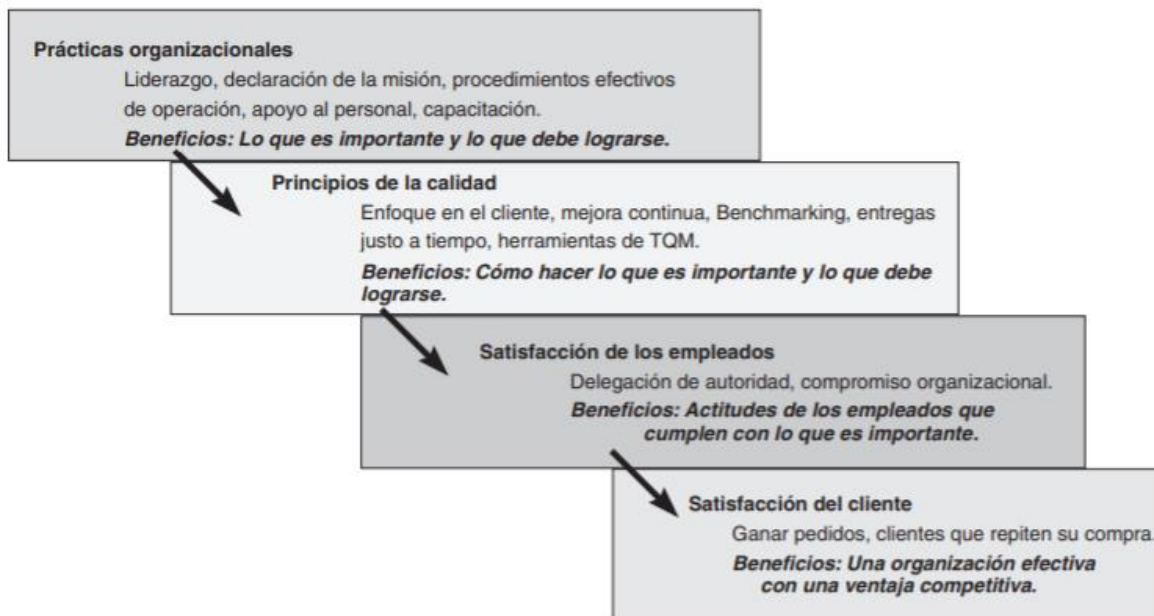 Prácticas organizacionales
Liderazgo, declaración de la misión, procedimientos efectivos
de operación, apoyo al personal, capacitación.
Beneficios: Lo que es importante y lo que debe lograrse.
Principios de la calidad
Enfoque en el cliente, mejora continua, Benchmarking, entregas
justo a tiempo, herramientas de TQM.
Beneficios: Cómo hacer lo que es importante y lo que debe
lograrse.
Satisfacción de los empleados
Delegación de autoridad, compromiso organizacional.
Beneficios: Actitudes de los empleados que
cumplen con lo que es importante.
Satisfacción del cliente
Ganar pedidos, clientes que repiten su compra.
Beneficios: Una organización efectiva
con una ventaja competitiva.